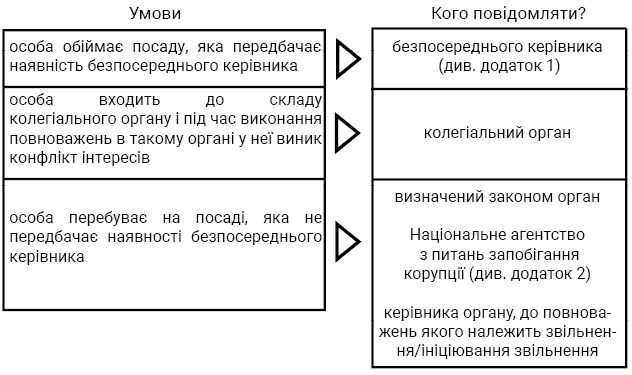 Умови
Кого повідомляти?
особа обіймає посаду, яка передбачає
наявність безпосереднього керівника
безпосереднього керівника
(див. додаток 1)
особа входить до складу
колегіального органу і під час виконання
повноважень в такому органі у неї виник
конфлікт інтересів
колегіальний орган
особа перебуває на посаді, яка не
передбачає наявності безпосереднього
керівника
визначений законом орган
Національне агентство
з питань запобігання
корупції (див. додаток 2)
керівника органу, до повнова-
жень якого належить звільнен-
ня/ініціювання звільнення